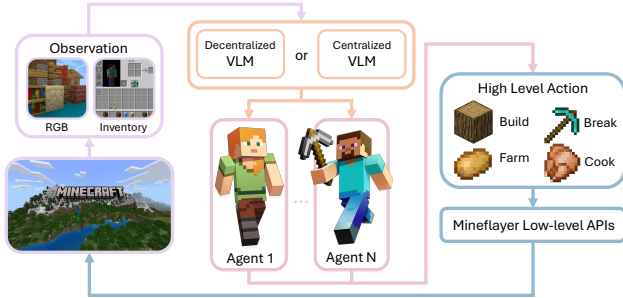 Observation
RGB
Inventory
MINECRAFT
Decentralized
VLM
or
Centralized
VLM
Agent 1
...
Agent N
High Level Action
Build
Break
Farm
Cook
Mineflayer Low-level APIs